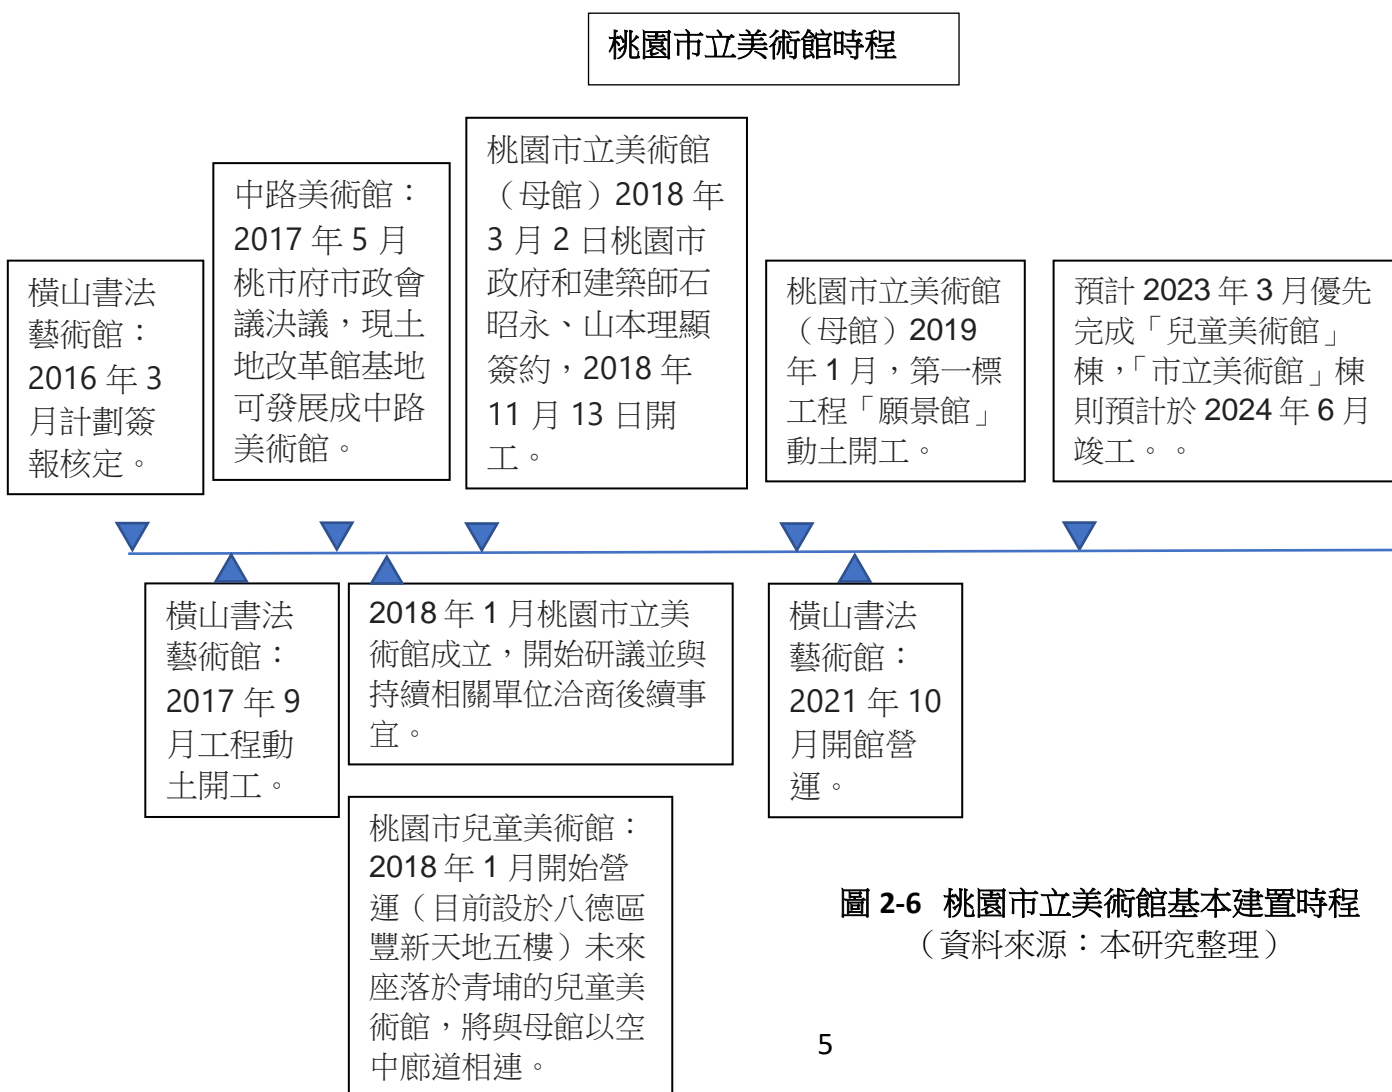 桃園市立美術館時程
橫山書法
藝術館：
2016 年 3
月計劃簽
報核定。
中路美術館：
2017 年 5 月
桃市府市政會
議決議，現土
地改革館基地
可發展成中路
美術館。
桃園市立美術館
（母館）2018 年
3 月 2 日桃園市
政府和建築師石
昭永、山本理顯
簽約，2018 年
11 月 13 日開
工。
桃園市立美術館
（母館）2019
年 1 月，第一標
工程「願景館」
動土開工。
預計 2023 年 3 月優先
完成「兒童美術館」
棟，「市立美術館」棟
則預計於 2024 年 6 月
竣工。。
橫山書法
藝術館：
2017 年 9
月工程動
土開工。
2018 年 1 月桃園市立美
術館成立，開始研議並與
持續相關單位洽商後續事
宜。
橫山書法
藝術館：
2021 年 10
月開館營
運。
桃園市兒童美術館：
2018 年 1 月開始營
運（目前設於八德區
豐新天地五樓）未來
座落於青埔的兒童美
術館，將與母館以空
中廊道相連。
圖 2-6 桃園市立美術館基本建置時程
（資料來源：本研究整理）
5